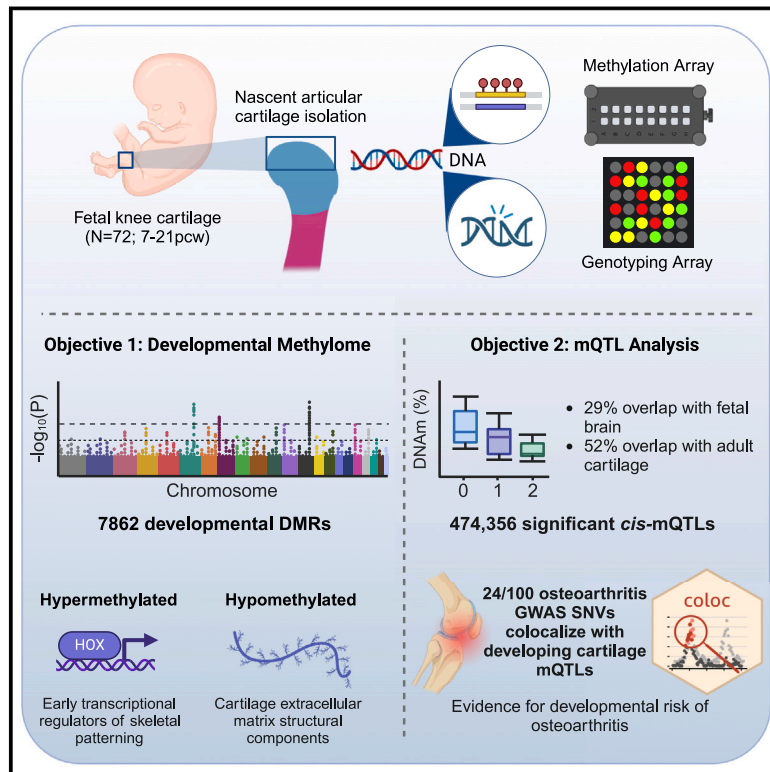 Nascent articular
cartilage isolation
DNA
Methylation Array
Fetal knee cartilage
(N=72; 7-21pcw)
Genotyping Array
Objective 1: Developmental Methylome
-log₁₀(P)
Chromosome
7862 developmental DMRs
Hypermethylated
HOX
Early transcriptional
regulators of skeletal
patterning
Hypomethylated
Cartilage extracellular
matrix structural
components
Objective 2: mQTL Analysis
DNAm (%)
0 1 2
• 29% overlap with fetal
brain
• 52% overlap with adult
cartilage
474,356 significant cis-mQTLs
24/100 osteoarthritis
GWAS SNVs
colocalize with
developing cartilage
mQTLs
coloc
Evidence for developmental risk of
osteoarthritis